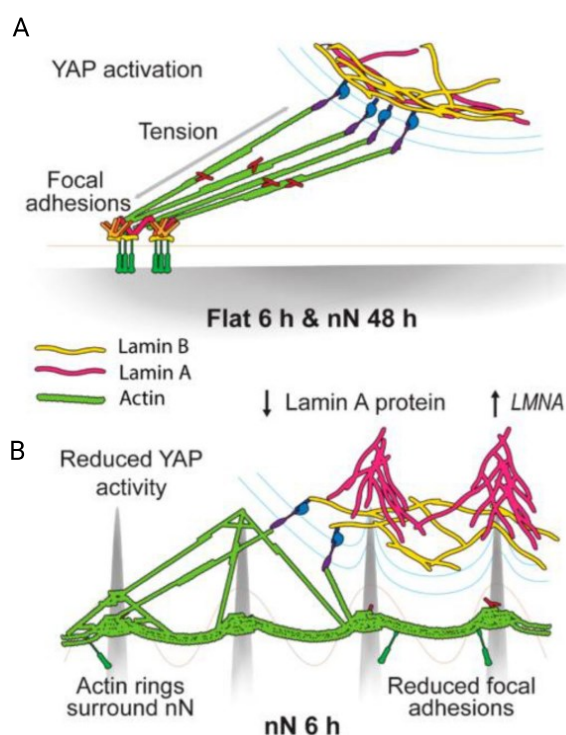 A
YAP activation
Tension
Focal
adhesions
Flat 6 h & nN 48 h
Lamin B
Lamin A
Actin
↓ Lamin A protein
↑ LMNA
B
Reduced YAP
activity
Actin rings
surround nN
Reduced focal
adhesions
nN 6 h